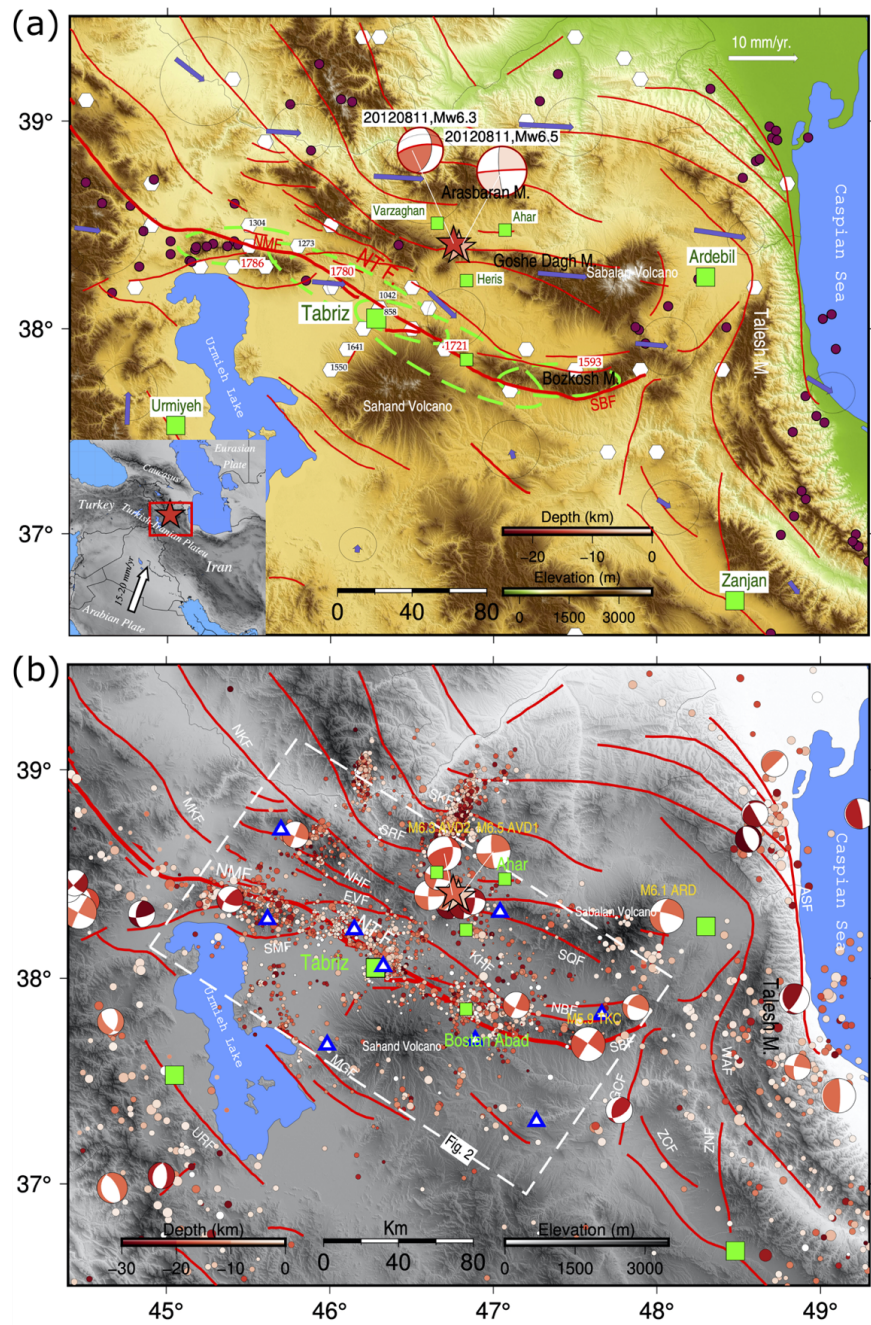 (a)
10 mm/yr.
39°
20120811,Mw6.3
20120811,Mw6.5
Arasbaran M.
Varzaghan
Ahar
Caspian Sea
1304
NMF
1273
NTF
Goshe Dagh M.
Sabalan Volcano
Ardebil
1786
1780
Heris
1042
858
38°
Tabriz
Talesh M.
Urmieh Lake
1641
1721
1593
1550
Bozkosh M.
SBF
Sahand Volcano
Urmiyeh
Eurasian
Plate
Caucasus
Turkey
Turkish-Iranian Plateu
Iran
15-20 mm/yr
Arabian Plate
37°
Depth (km)
−20 −10 0
Elevation (m)
0 1500 3000
0 40 80
Zanjan
(b)
39°
NKF
MKF
SKF
SRF
M6.3 AVD2
M6.5 AVD1
Ahar
Caspian Sea
NMF
NHF
EVF
M6.1 ARD
ASF
NTF
Sabalan Volcano
SMF
Tabriz
KHF
SQF
38°
NBF
M5.9 TKC
Talesh M.
Urmieh Lake
Sahand Volcano
Bostan Abad
SBF
MGF
GCF
WAF
URF
Fig. 2
ZCF
ZNF
37°
Depth (km)
−30 −20 −10 0
Km
0 40 80
Elevation (m)
0 3000
45° 46° 47° 48° 49°